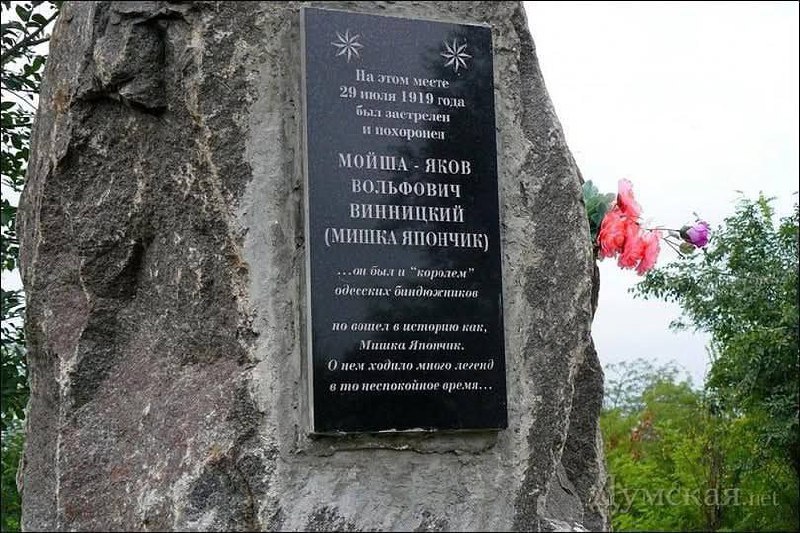 На этом месте
29 июля 1919 года
был застрелен
и похоронен
МОЙША - ЯКОВ
ВОЛЬФОВИЧ
ВИННИЦКИЙ
(МИШКА ЯПОНЧИК)
...он был и "королем"
одесских биндюжников
но вошел в историю как,
Мишка Япончик.
О нем ходило много легенд
в то неспокойное время...
Думская.net